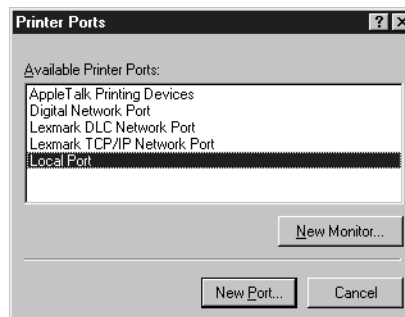 Printer Ports
Available Printer Ports:
AppleTalk Printing Devices
Digital Network Port
Lexmark DLC Network Port
Lexmark TCP/IP Network Port
Local Port
New Monitor...
New Port...
Cancel